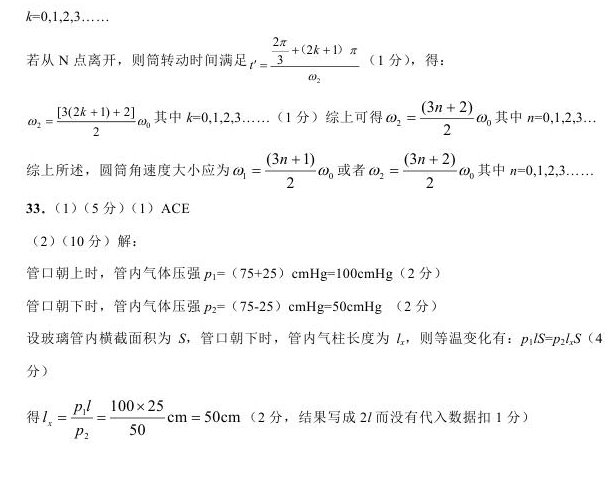 k=0,1,2,3……
若从 N 点离开，则筒转动时间满足 t′=(2π/3+(2k+1) π)/ω₂（1 分），得：
ω₂=[3(2k+1)+2]/2 ω₀ 其中 k=0,1,2,3……（1 分）综上可得 ω₂=(3n+2)/2 ω₀ 其中 n=0,1,2,3…
综上所述，圆筒角速度大小应为 ω₁=(3n+1)/2 ω₀ 或者 ω₂=(3n+2)/2 ω₀ 其中 n=0,1,2,3……
33.（1）（5 分）（1）ACE
（2）（10 分）解：
管口朝上时，管内气体压强 p₁=（75+25）cmHg=100cmHg（2 分）
管口朝下时，管内气体压强 p₂=（75-25）cmHg=50cmHg （2 分）
设玻璃管内横截面积为 S，管口朝下时，管内气柱长度为 lₓ，则等温变化有：p₁lS=p₂lₓS（4
分）
得 lₓ=p₁l/p₂=100×25/50 cm=50cm（2 分，结果写成 2l 而没有代入数据扣 1 分）